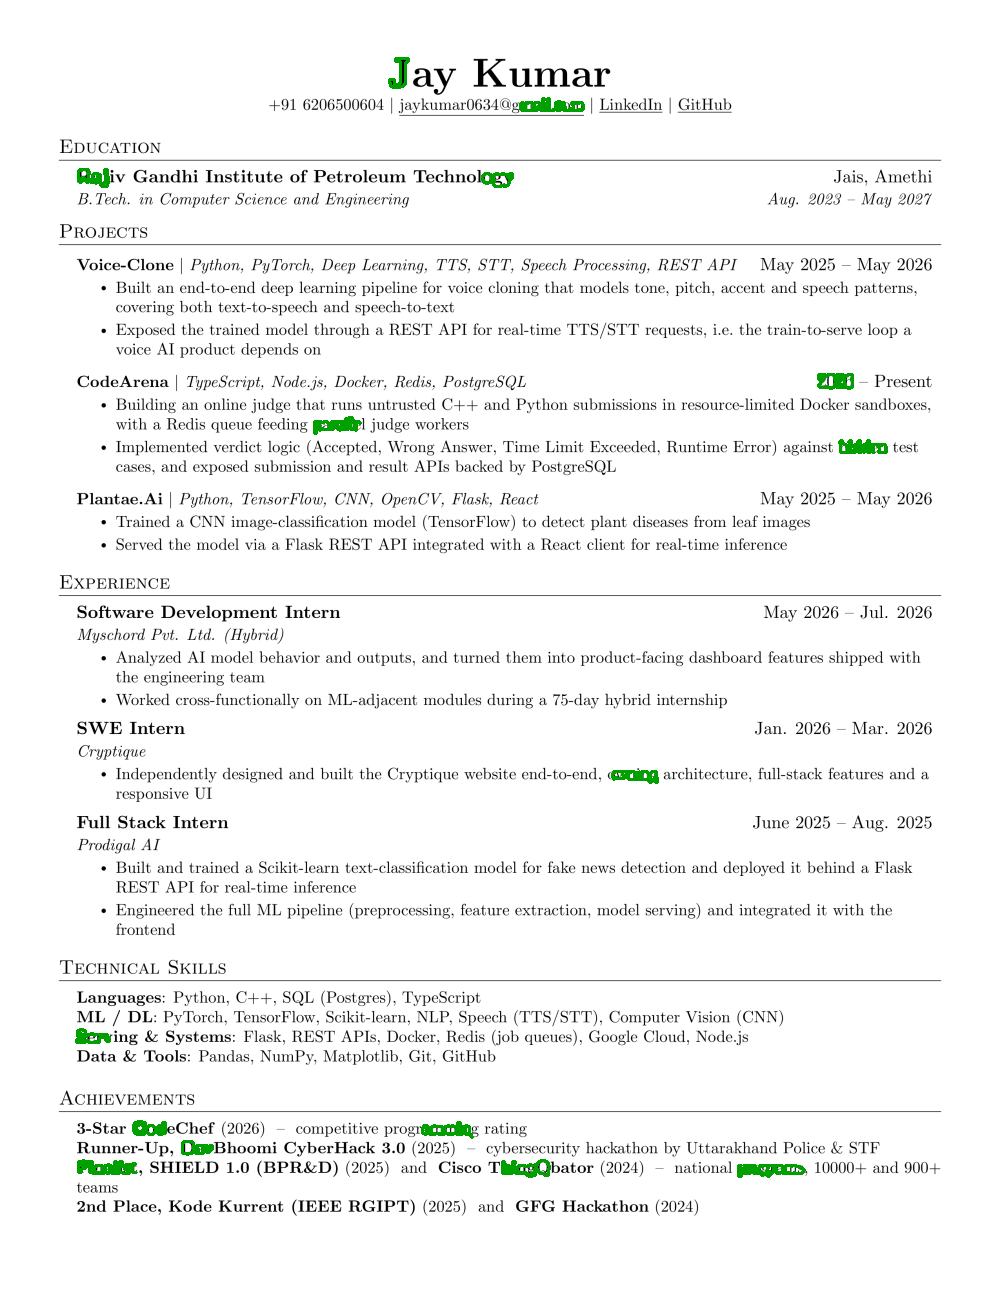 Jay Kumar
+91 6206500604 | | LinkedIn | GitHub
Education
Rajiv Gandhi Institute of Petroleum Technology Jais, Amethi
B.Tech. in Computer Science and Engineering Aug. 2023 – May 2027
Projects
Voice-Clone | Python, PyTorch, Deep Learning, TTS, STT, Speech Processing, REST API May 2025 – May 2026
• Built an end-to-end deep learning pipeline for voice cloning that models tone, pitch, accent and speech patterns,
covering both text-to-speech and speech-to-text
• Exposed the trained model through a REST API for real-time TTS/STT requests, i.e. the train-to-serve loop a
voice AI product depends on
CodeArena | TypeScript, Node.js, Docker, Redis, PostgreSQL – Present
• Building an online judge that runs untrusted C++ and Python submissions in resource-limited Docker sandboxes,
with a Redis queue feeding judge workers
• Implemented verdict logic (Accepted, Wrong Answer, Time Limit Exceeded, Runtime Error) against test
cases, and exposed submission and result APIs backed by PostgreSQL
Plantae.Ai | Python, TensorFlow, CNN, OpenCV, Flask, React May 2025 – May 2026
• Trained a CNN image-classification model (TensorFlow) to detect plant diseases from leaf images
• Served the model via a Flask REST API integrated with a React client for real-time inference
Experience
Software Development Intern May 2026 – Jul. 2026
Myschord Pvt. Ltd. (Hybrid)
• Analyzed AI model behavior and outputs, and turned them into product-facing dashboard features shipped with
the engineering team
• Worked cross-functionally on ML-adjacent modules during a 75-day hybrid internship
SWE Intern Jan. 2026 – Mar. 2026
Cryptique
• Independently designed and built the Cryptique website end-to-end, owning architecture, full-stack features and a
responsive UI
Full Stack Intern June 2025 – Aug. 2025
Prodigal AI
• Built and trained a Scikit-learn text-classification model for fake news detection and deployed it behind a Flask
REST API for real-time inference
• Engineered the full ML pipeline (preprocessing, feature extraction, model serving) and integrated it with the
frontend
Technical Skills
Languages: Python, C++, SQL (Postgres), TypeScript
ML / DL: PyTorch, TensorFlow, Scikit-learn, NLP, Speech (TTS/STT), Computer Vision (CNN)
Serving & Systems: Flask, REST APIs, Docker, Redis (job queues), Google Cloud, Node.js
Data & Tools: Pandas, NumPy, Matplotlib, Git, GitHub
Achievements
3-Star CodeChef (2026) – competitive programming rating
Runner-Up, DevBhoomi CyberHack 3.0 (2025) – cybersecurity hackathon by Uttarakhand Police & STF
SHIELD 1.0 (BPR&D) (2025) and Cisco (2024) – national 10000+ and 900+
teams
2nd Place, Kode Kurrent (IEEE RGIPT) (2025) and GFG Hackathon (2024)